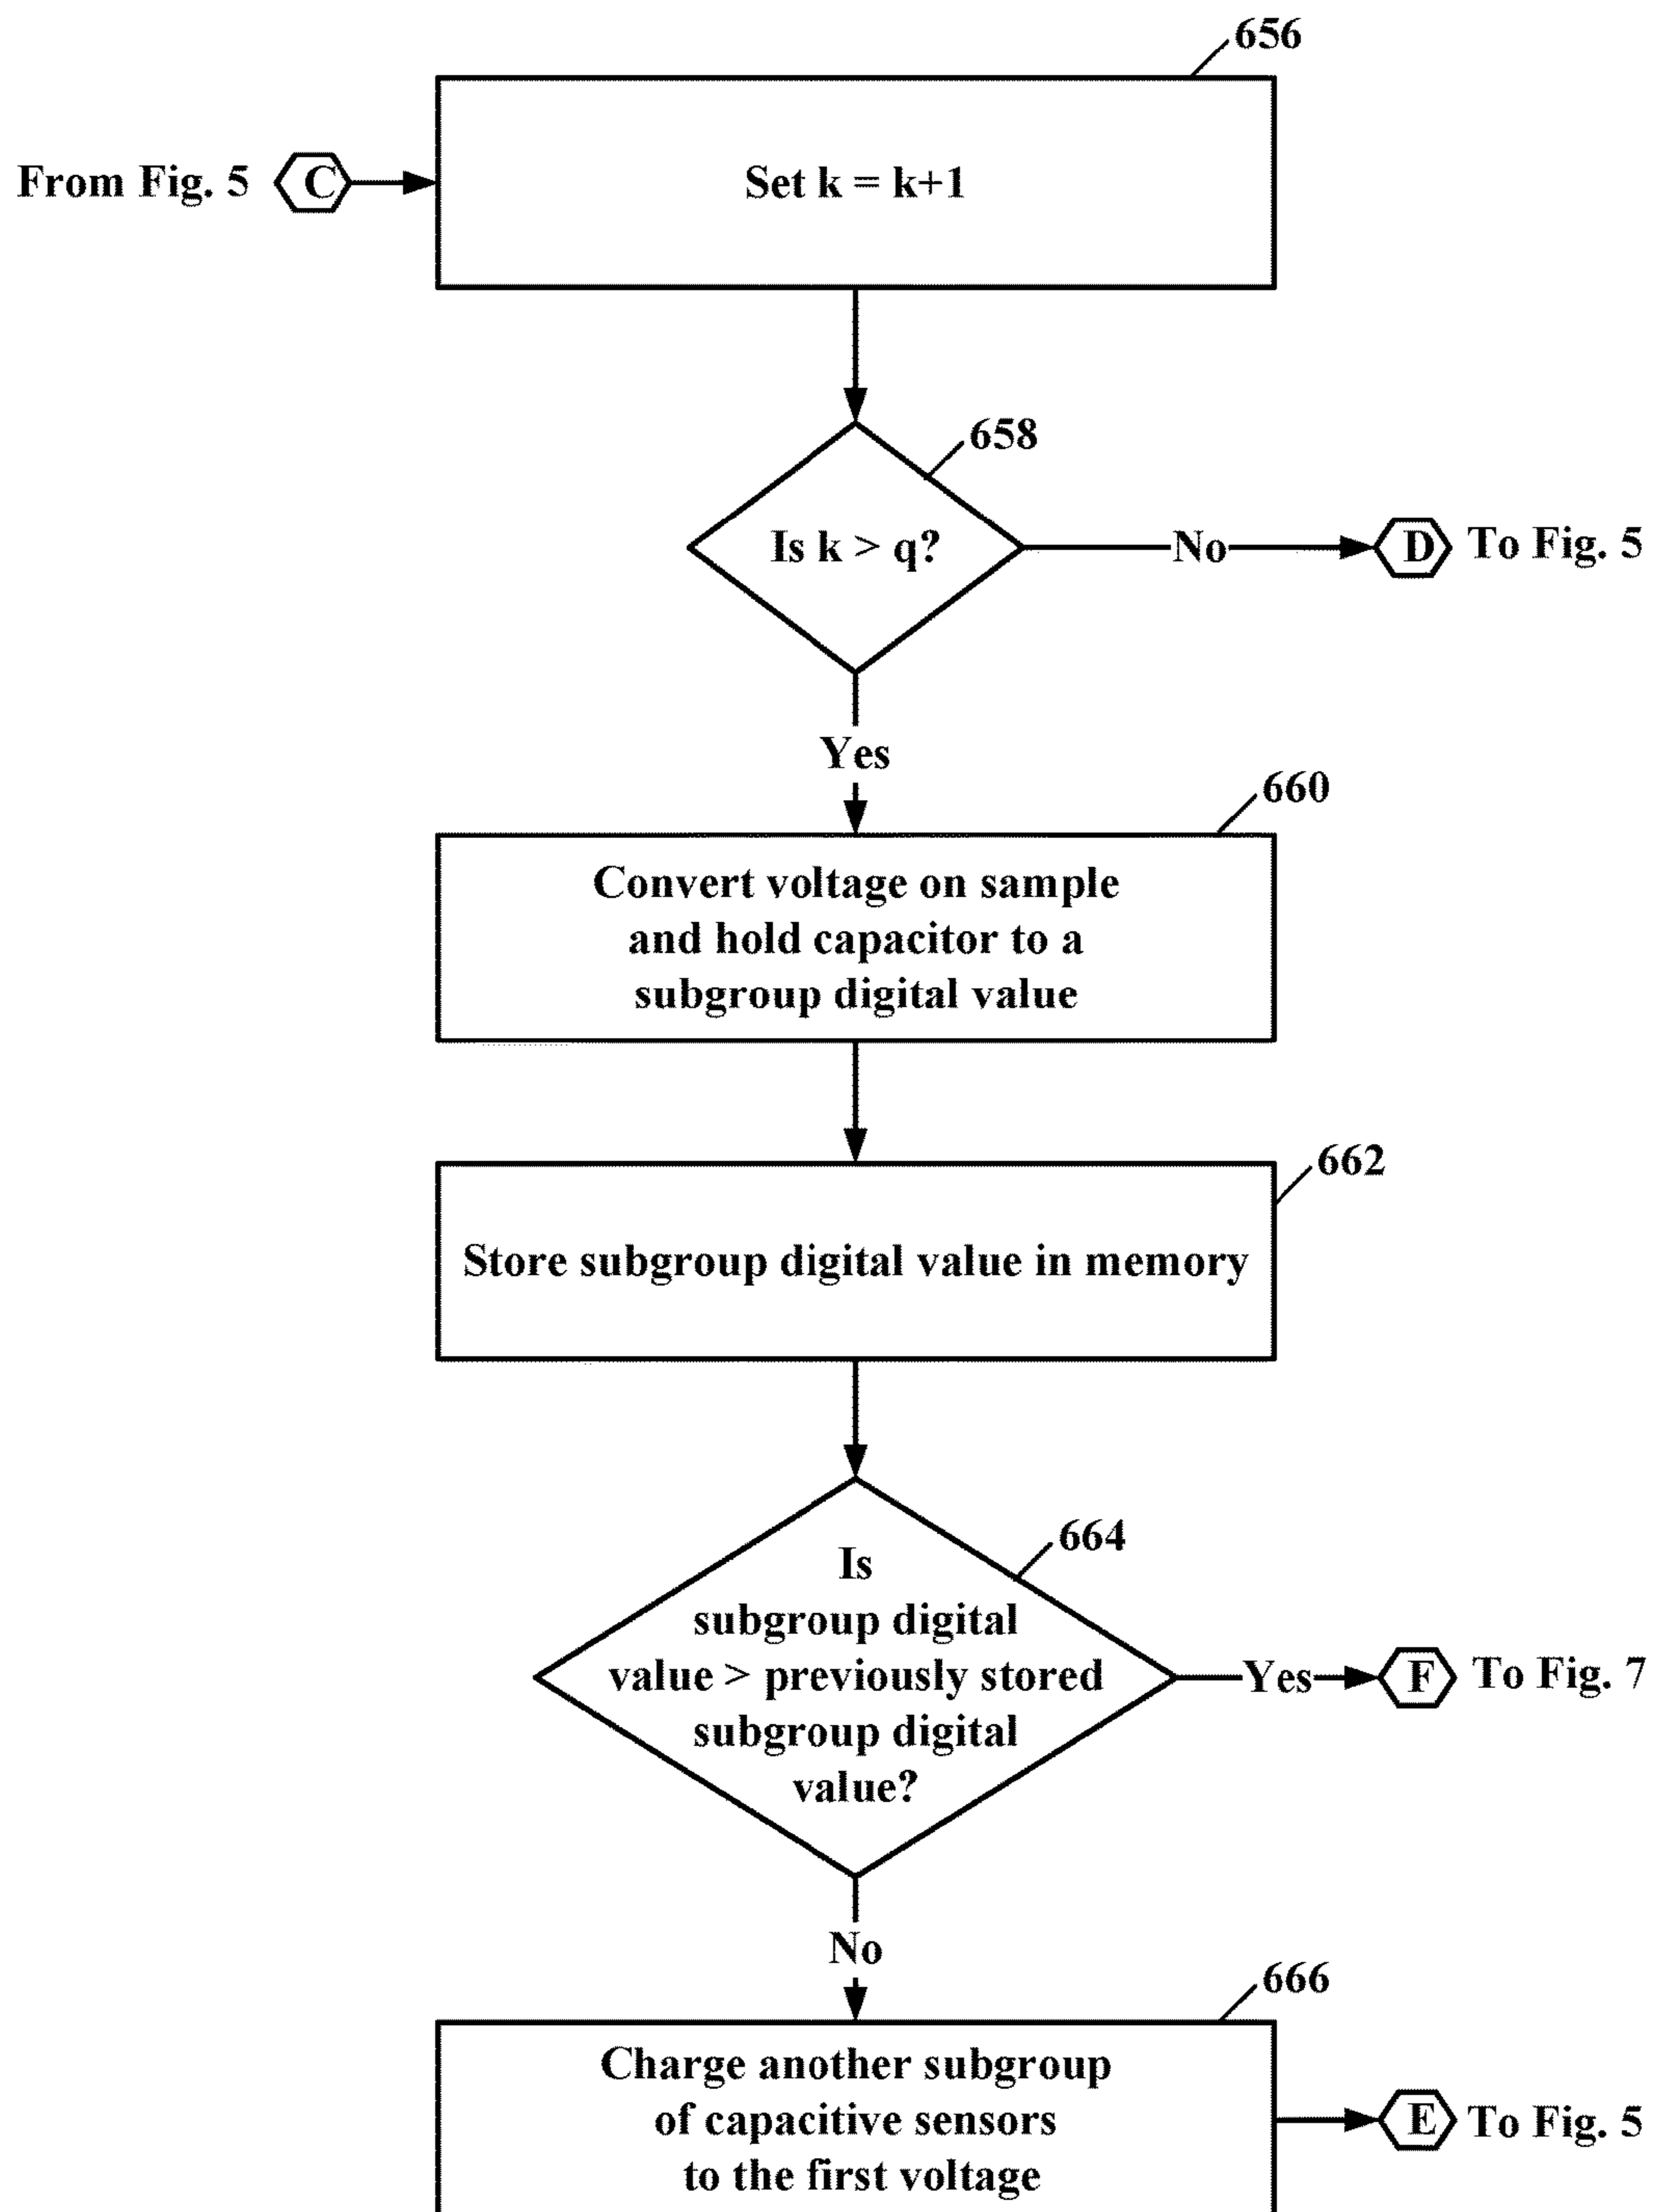 656
From Fig. 5 C
Set k = k+1
658
Is k > q?
No
D To Fig. 5
Yes
660
Convert voltage on sample
and hold capacitor to a
subgroup digital value
662
Store subgroup digital value in memory
664
Is
subgroup digital
value > previously stored
subgroup digital
value?
Yes
F To Fig. 7
No
666
Charge another subgroup
of capacitive sensors
to the first voltage
E To Fig. 5